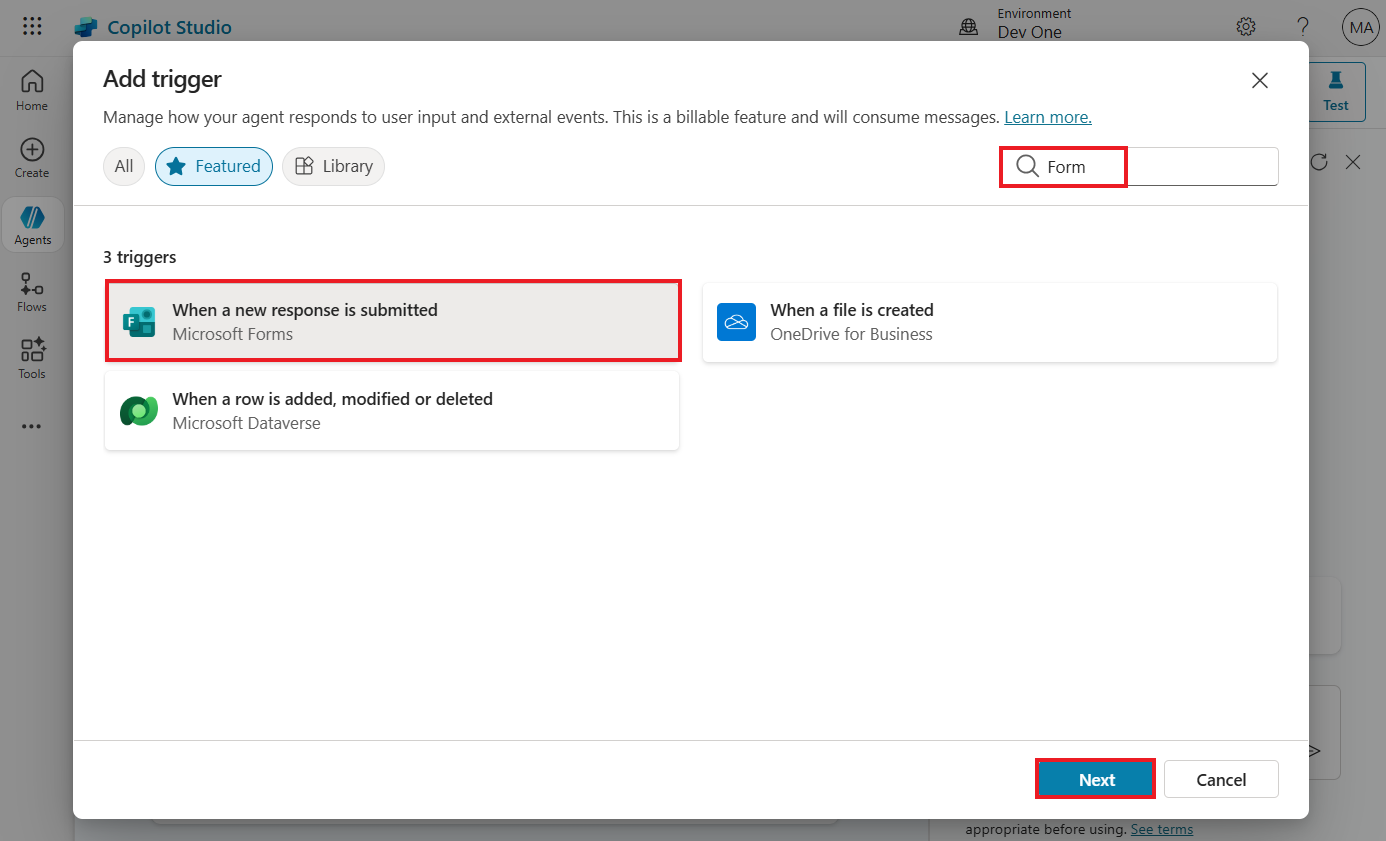 Copilot Studio
Environment
Dev One
MA
Home
Create
Agents
Flows
Tools
Test
Add trigger
Manage how your agent responds to user input and external events. This is a billable feature and will consume messages. Learn more.
All
Featured
Library
Form
3 triggers
When a new response is submitted
Microsoft Forms
When a file is created
OneDrive for Business
When a row is added, modified or deleted
Microsoft Dataverse
Next
Cancel
appropriate before using. See terms